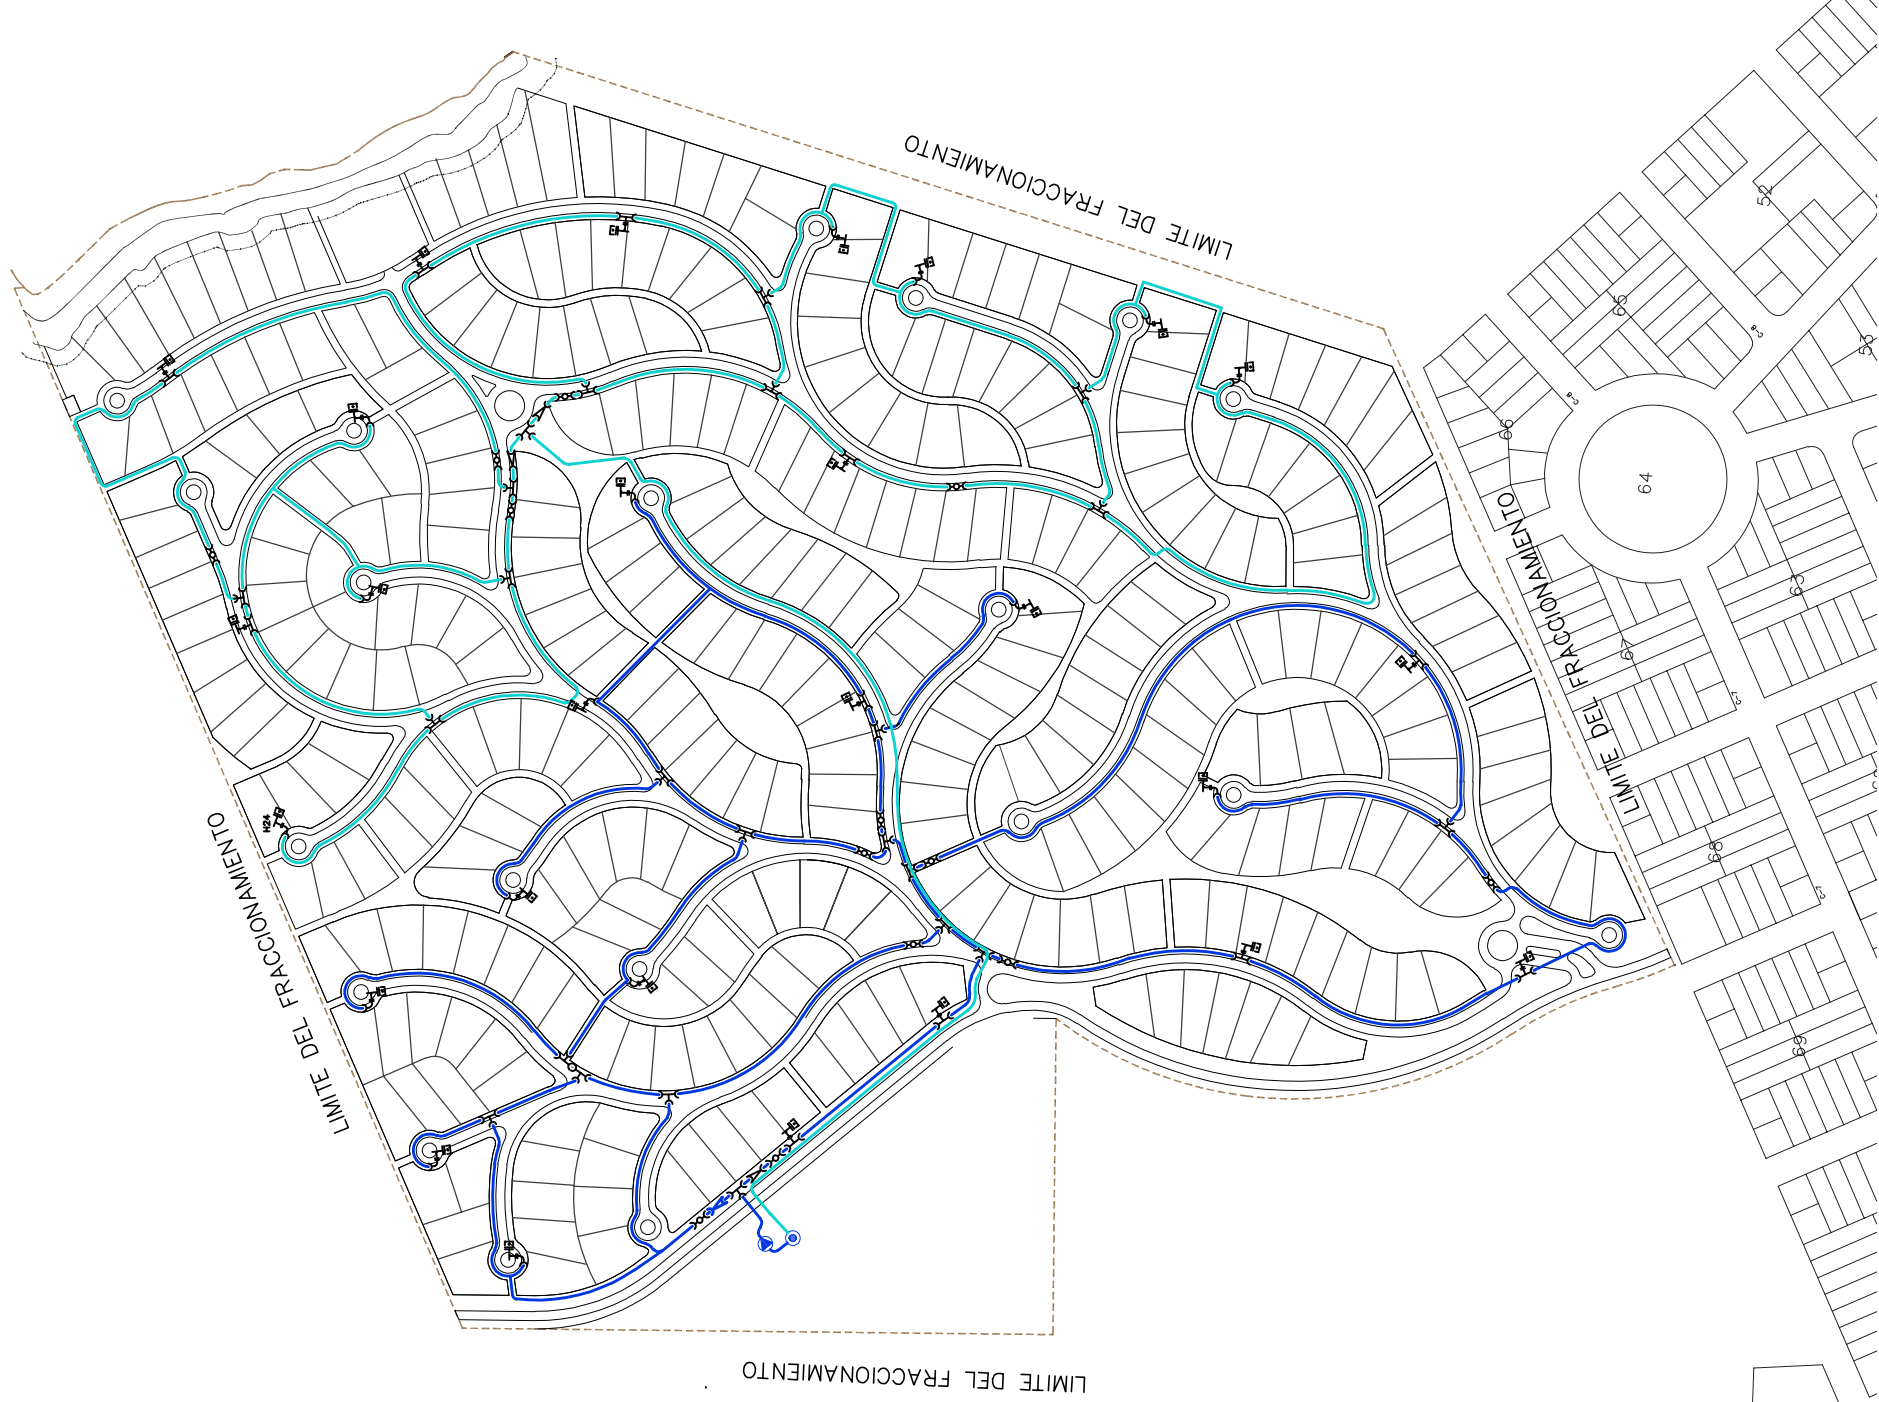 LIMITE DEL FRACCIONAMIENTO
52
65
53
66
64
LIMITE DEL FRACCIONAMIENTO
63
67
H24
LIMITE DEL FRACCIONAMIENTO
68
69
LIMITE DEL FRACCIONAMIENTO